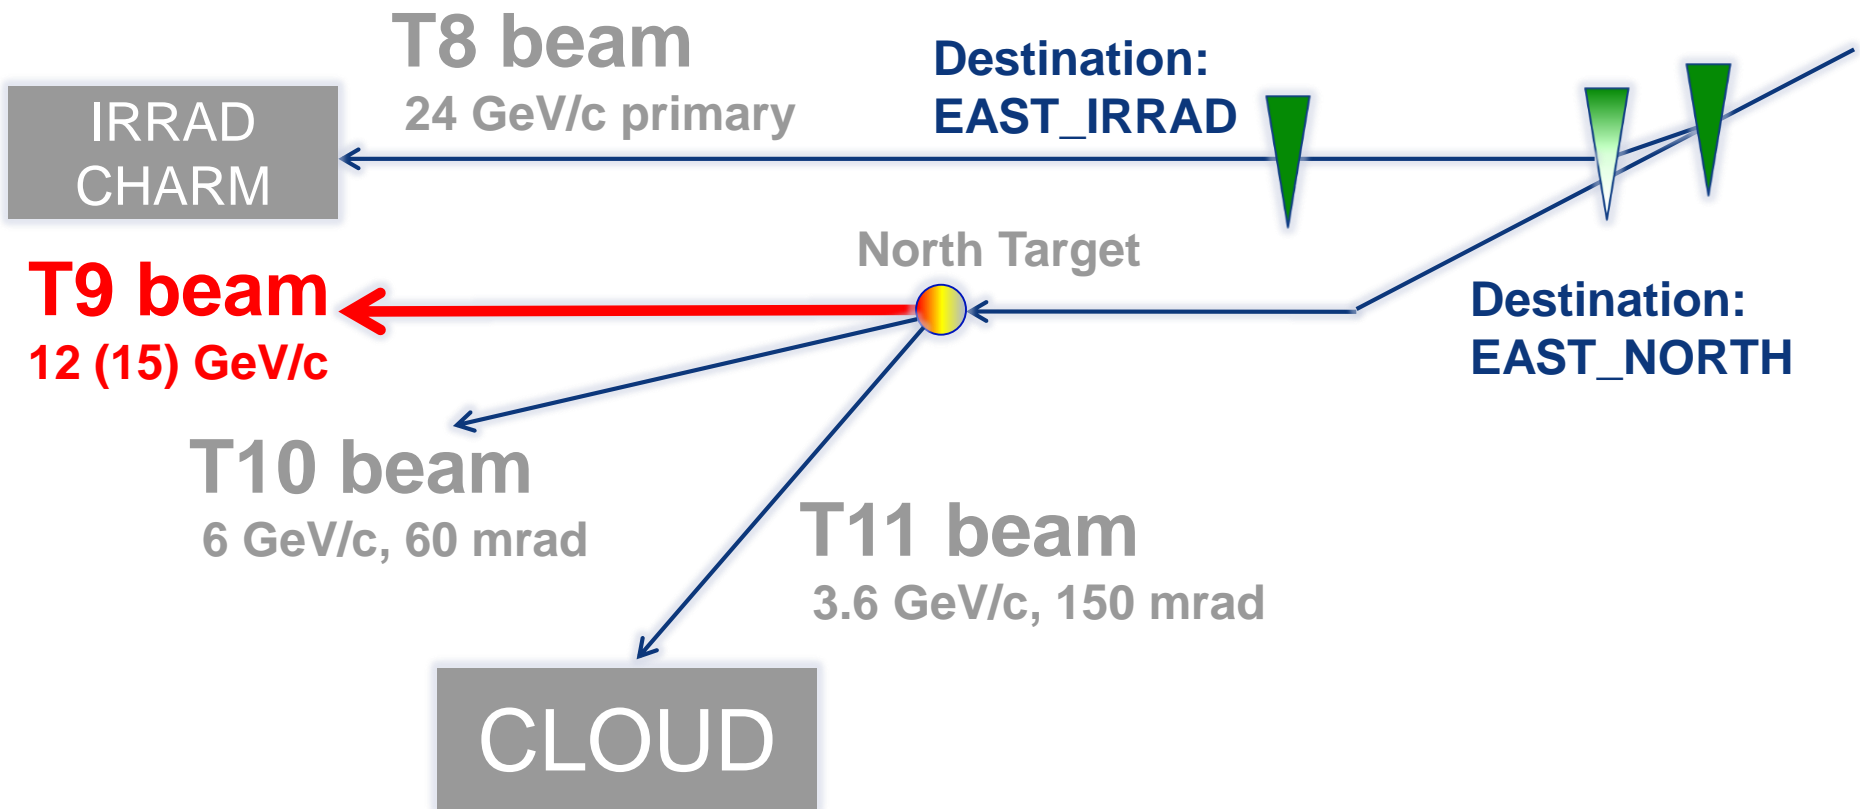 T8 beam
24 GeV/c primary
Destination:
EAST_IRRAD
IRRAD
CHARM
North Target
T9 beam
12 (15) GeV/c
Destination:
EAST_NORTH
T10 beam
6 GeV/c, 60 mrad
T11 beam
3.6 GeV/c, 150 mrad
CLOUD